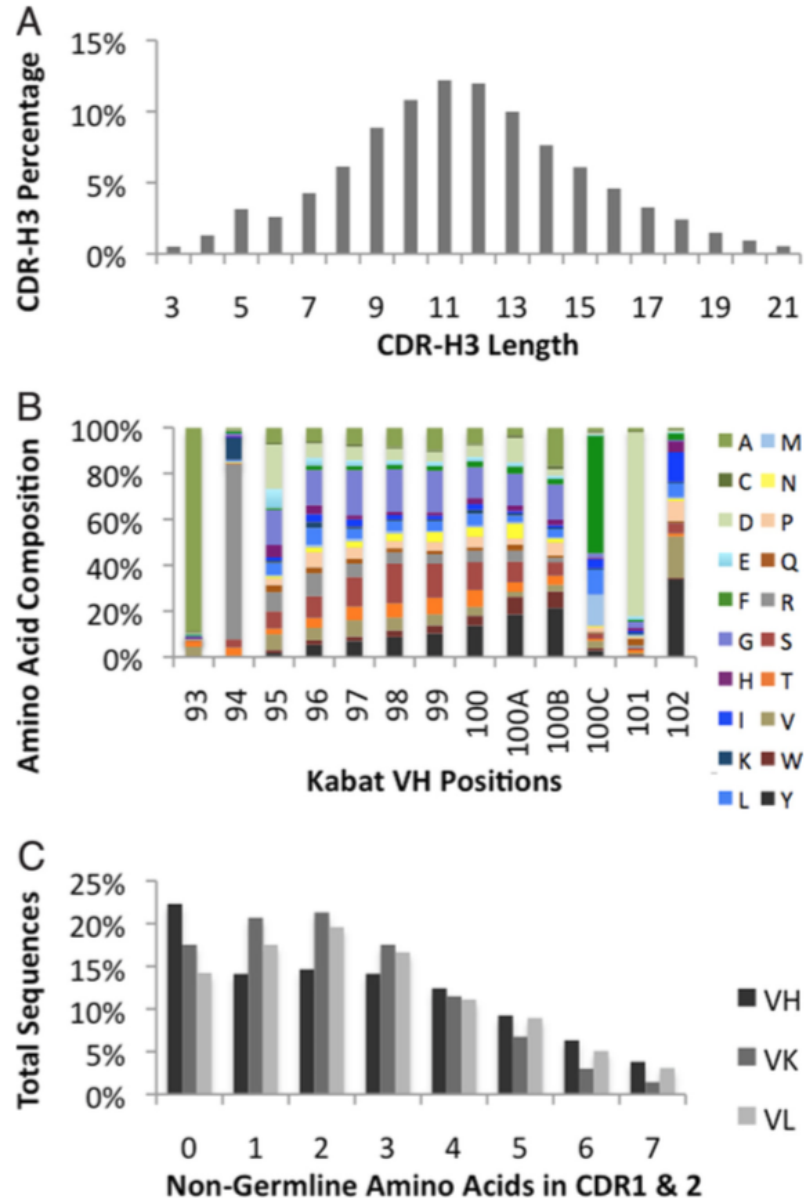 A
CDR-H3 Percentage
15%
10%
5%
0%
3 5 7 9 11 13 15 17 19 21
CDR-H3 Length
B
Amino Acid Composition
100%
80%
60%
40%
20%
0%
93 94 95 96 97 98 99 100 100A 100B 100C 101 102
Kabat VH Positions
A M
C N
D P
E Q
F R
G S
H T
I V
K W
L Y
C
Total Sequences
25%
20%
15%
10%
5%
0%
0 1 2 3 4 5 6 7
Non-Germline Amino Acids in CDR1 & 2
VH
VK
VL